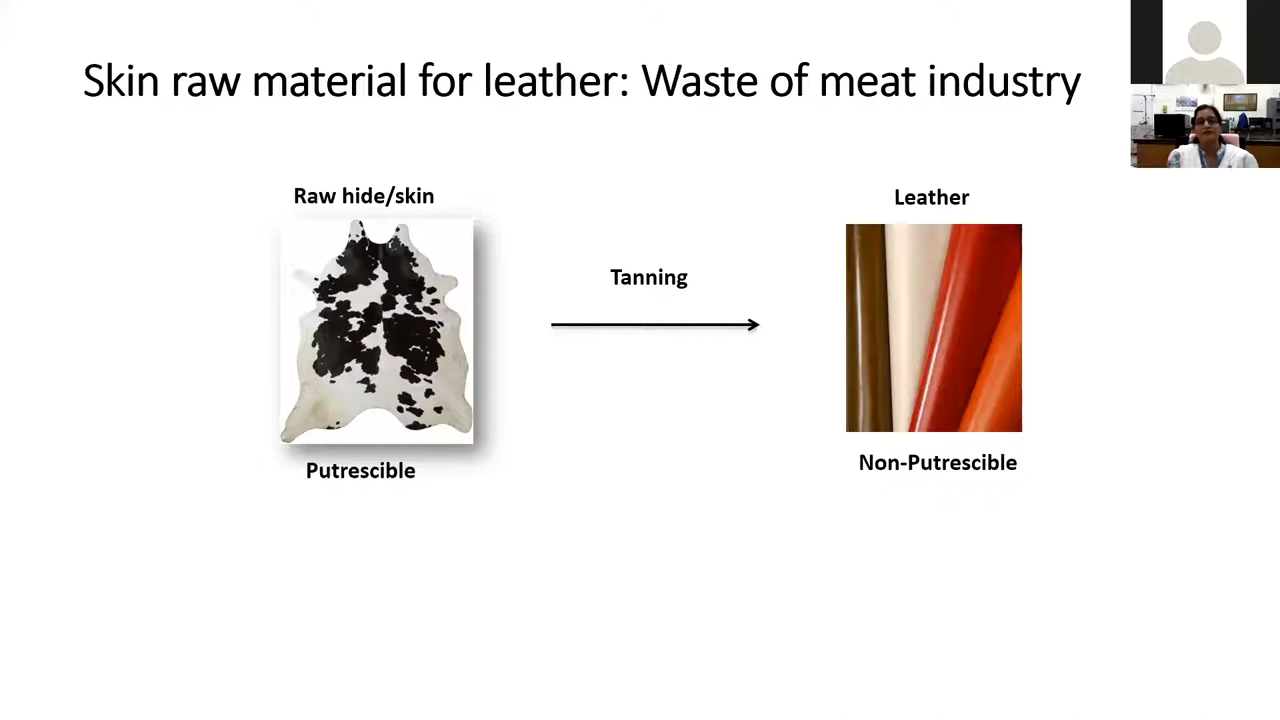 Skin raw material for leather: Waste of meat industry
Raw hide/skin
Leather
Tanning
Putrescible
Non-Putrescible